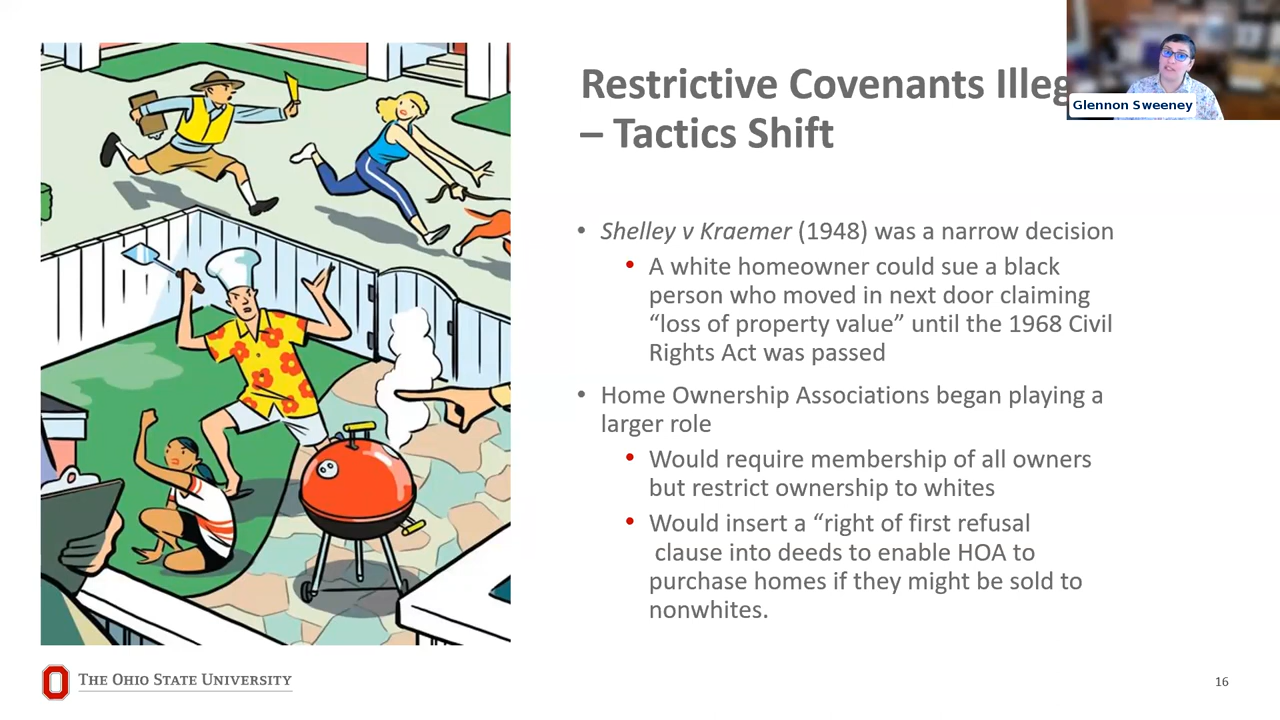 Restrictive Covenants Illeg
– Tactics Shift
Glennon Sweeney
• Shelley v Kraemer (1948) was a narrow decision
• A white homeowner could sue a black
person who moved in next door claiming
“loss of property value” until the 1968 Civil
Rights Act was passed
• Home Ownership Associations began playing a
larger role
• Would require membership of all owners
but restrict ownership to whites
• Would insert a “right of first refusal
clause into deeds to enable HOA to
purchase homes if they might be sold to
nonwhites.
The Ohio State University
16